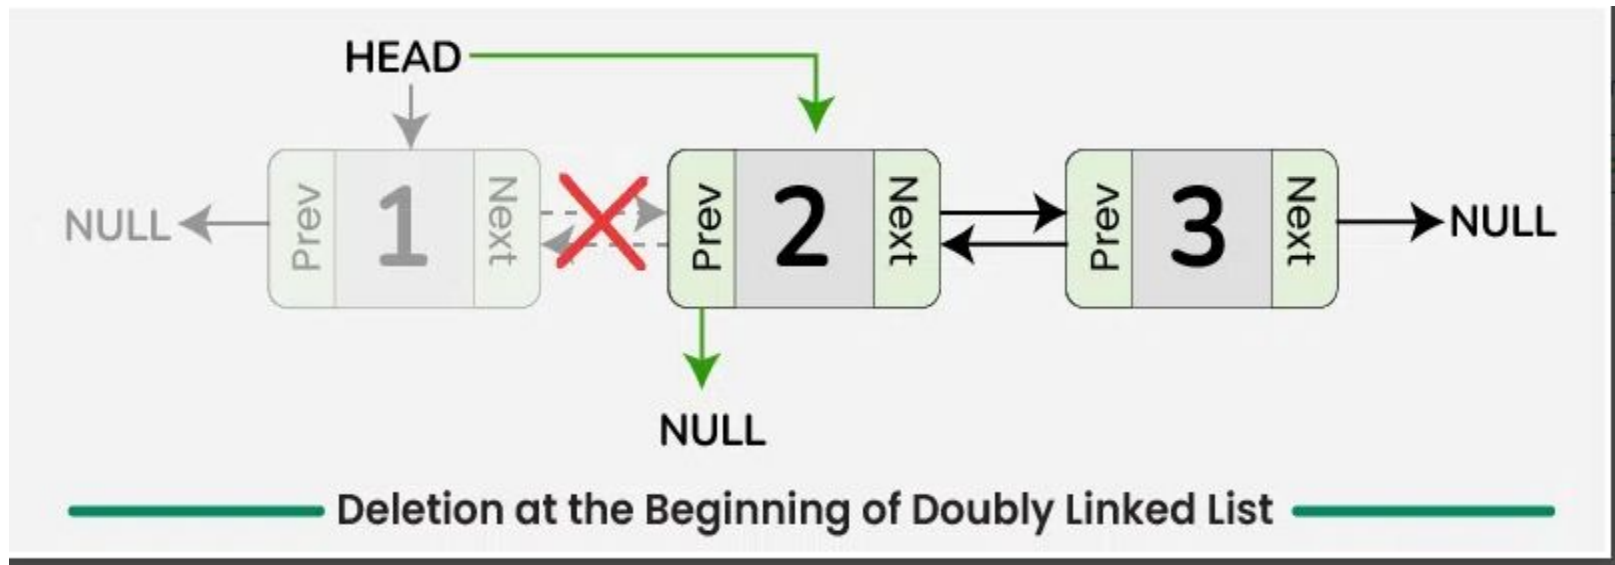 HEAD
NULL Prev 1 Next Prev 2 Next Prev 3 Next NULL
NULL
Deletion at the Beginning of Doubly Linked List